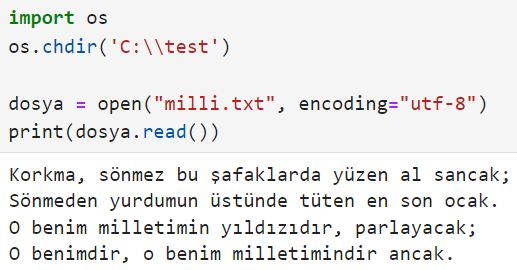 import os
os.chdir('C:\\test')
dosya = open("milli.txt", encoding="utf-8")
print(dosya.read())
Korkma, sönmez bu şafaklarda yüzen al sancak;
Sönmeden yurdumun üstünde tüten en son ocak.
O benim milletimin yıldızıdır, parlayacak;
O benimdir, o benim milletimindir ancak.